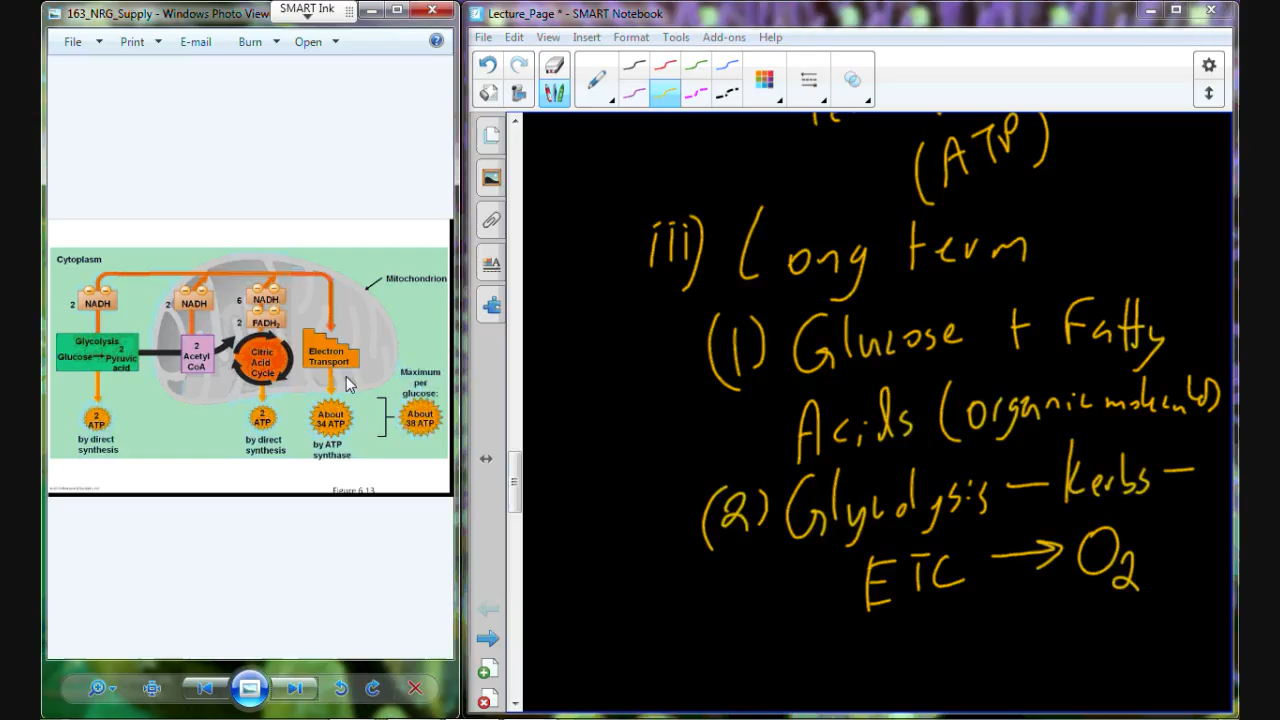 163_NRG_Supply - Windows Photo View
SMART Ink
File Print E-mail Burn Open
Cytoplasm
Mitochondrion
2 NADH
2 NADH
6 NADH
2 FADH₂
Glycolysis
Glucose → 2 Pyruvic acid
2 Acetyl CoA
Citric Acid Cycle
Electron Transport
Maximum per glucose:
2 ATP
2 ATP
About 34 ATP
About 38 ATP
by direct synthesis
by direct synthesis
by ATP synthase
Figure 6.13
Lecture_Page * - SMART Notebook
File Edit View Insert Format Tools Add-ons Help
(ATP)
iii) Long term
(1) Glucose + Fatty
Acids (organic molecules)
(2) Glycolysis — Kerbs —
ETC → O₂